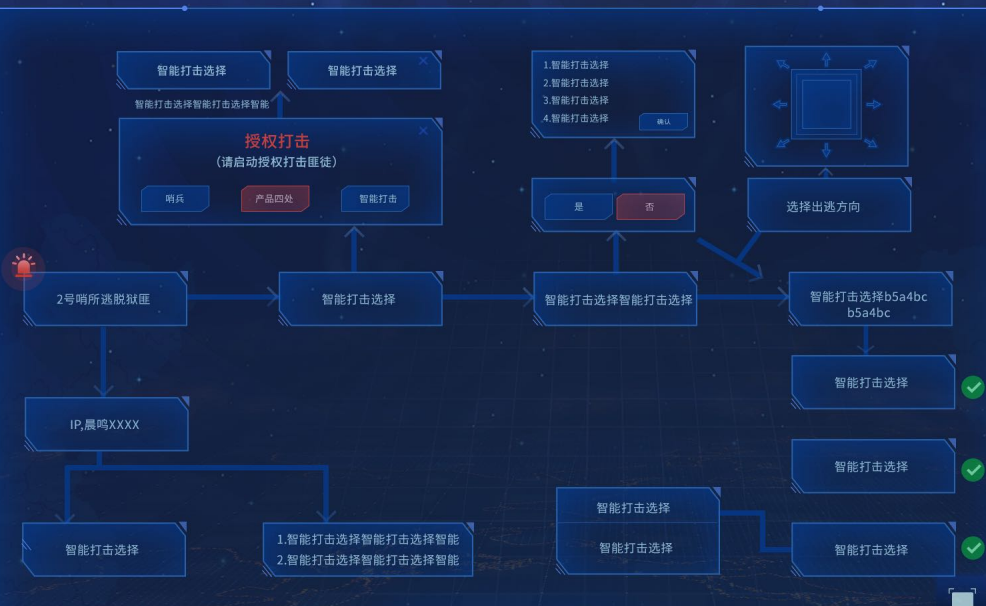 智能打击选择
智能打击选择
智能打击选择智能打击选择智能
授权打击
（请启动授权打击匪徒）
哨兵
产品四处
智能打击
1.智能打击选择
2.智能打击选择
3.智能打击选择
4.智能打击选择
确认
是
否
选择出逃方向
2号哨所逃脱狱匪
智能打击选择
智能打击选择智能打击选择
智能打击选择b5a4bc
b5a4bc
智能打击选择
IP,晨鸣XXXX
智能打击选择
智能打击选择
1.智能打击选择智能打击选择智能
2.智能打击选择智能打击选择智能
智能打击选择
智能打击选择
智能打击选择